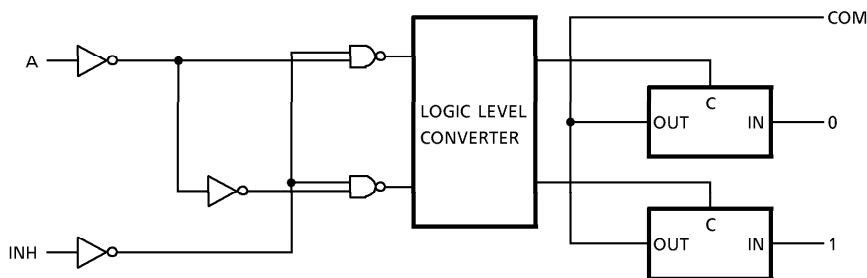 COM
A
C
LOGIC LEVEL
CONVERTER
OUT IN 0
C
INH
OUT IN 1